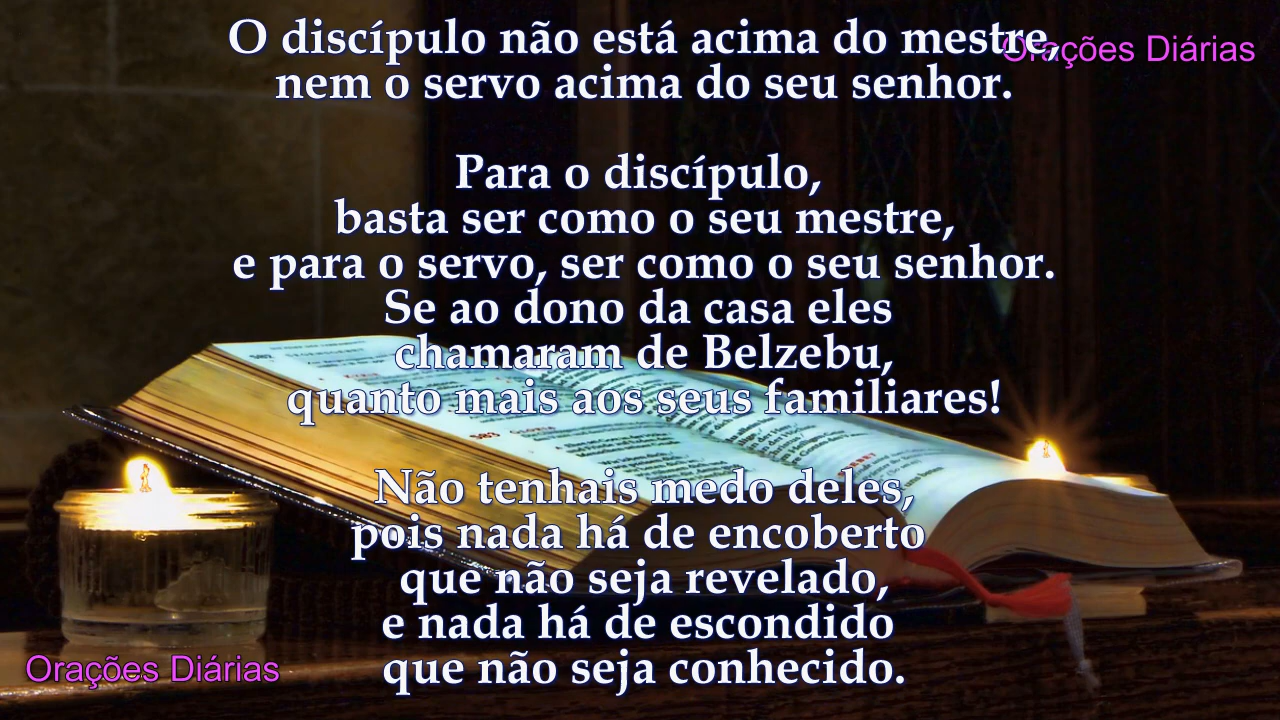 O discípulo não está acima do mestre,
Orações Diárias
nem o servo acima do seu senhor.
Para o discípulo,
basta ser como o seu mestre,
e para o servo, ser como o seu senhor.
Se ao dono da casa eles
chamaram de Belzebu,
quanto mais aos seus familiares!
Não tenhais medo deles,
pois nada há de encoberto
que não seja revelado,
e nada há de escondido
que não seja conhecido.
Orações Diárias